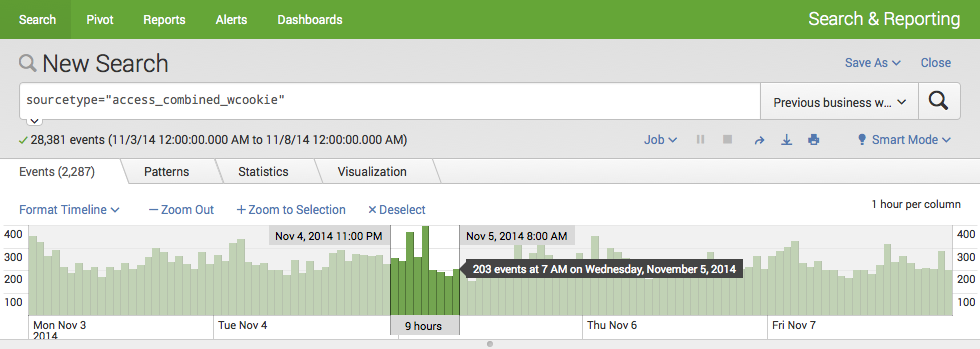 Search Pivot Reports Alerts Dashboards Search & Reporting
New Search Save As Close
sourcetype="access_combined_wcookie" Previous business w...
28,381 events (11/3/14 12:00:00.000 AM to 11/8/14 12:00:00.000 AM) Job Smart Mode
Events (2,287) Patterns Statistics Visualization
Format Timeline — Zoom Out + Zoom to Selection × Deselect 1 hour per column
400 Nov 4, 2014 11:00 PM Nov 5, 2014 8:00 AM 400
300 300
203 events at 7 AM on Wednesday, November 5, 2014
200 200
100 100
Mon Nov 3 Tue Nov 4 9 hours Thu Nov 6 Fri Nov 7
2014